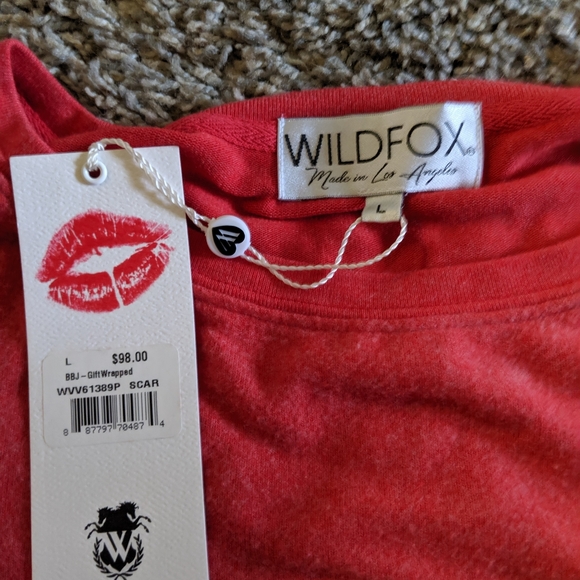 WILDFOX
Made in Los Angeles
L
L $98.00
BBJ-GiftWrapped
WVV61389P SCAR
8 87797 70487 4
W